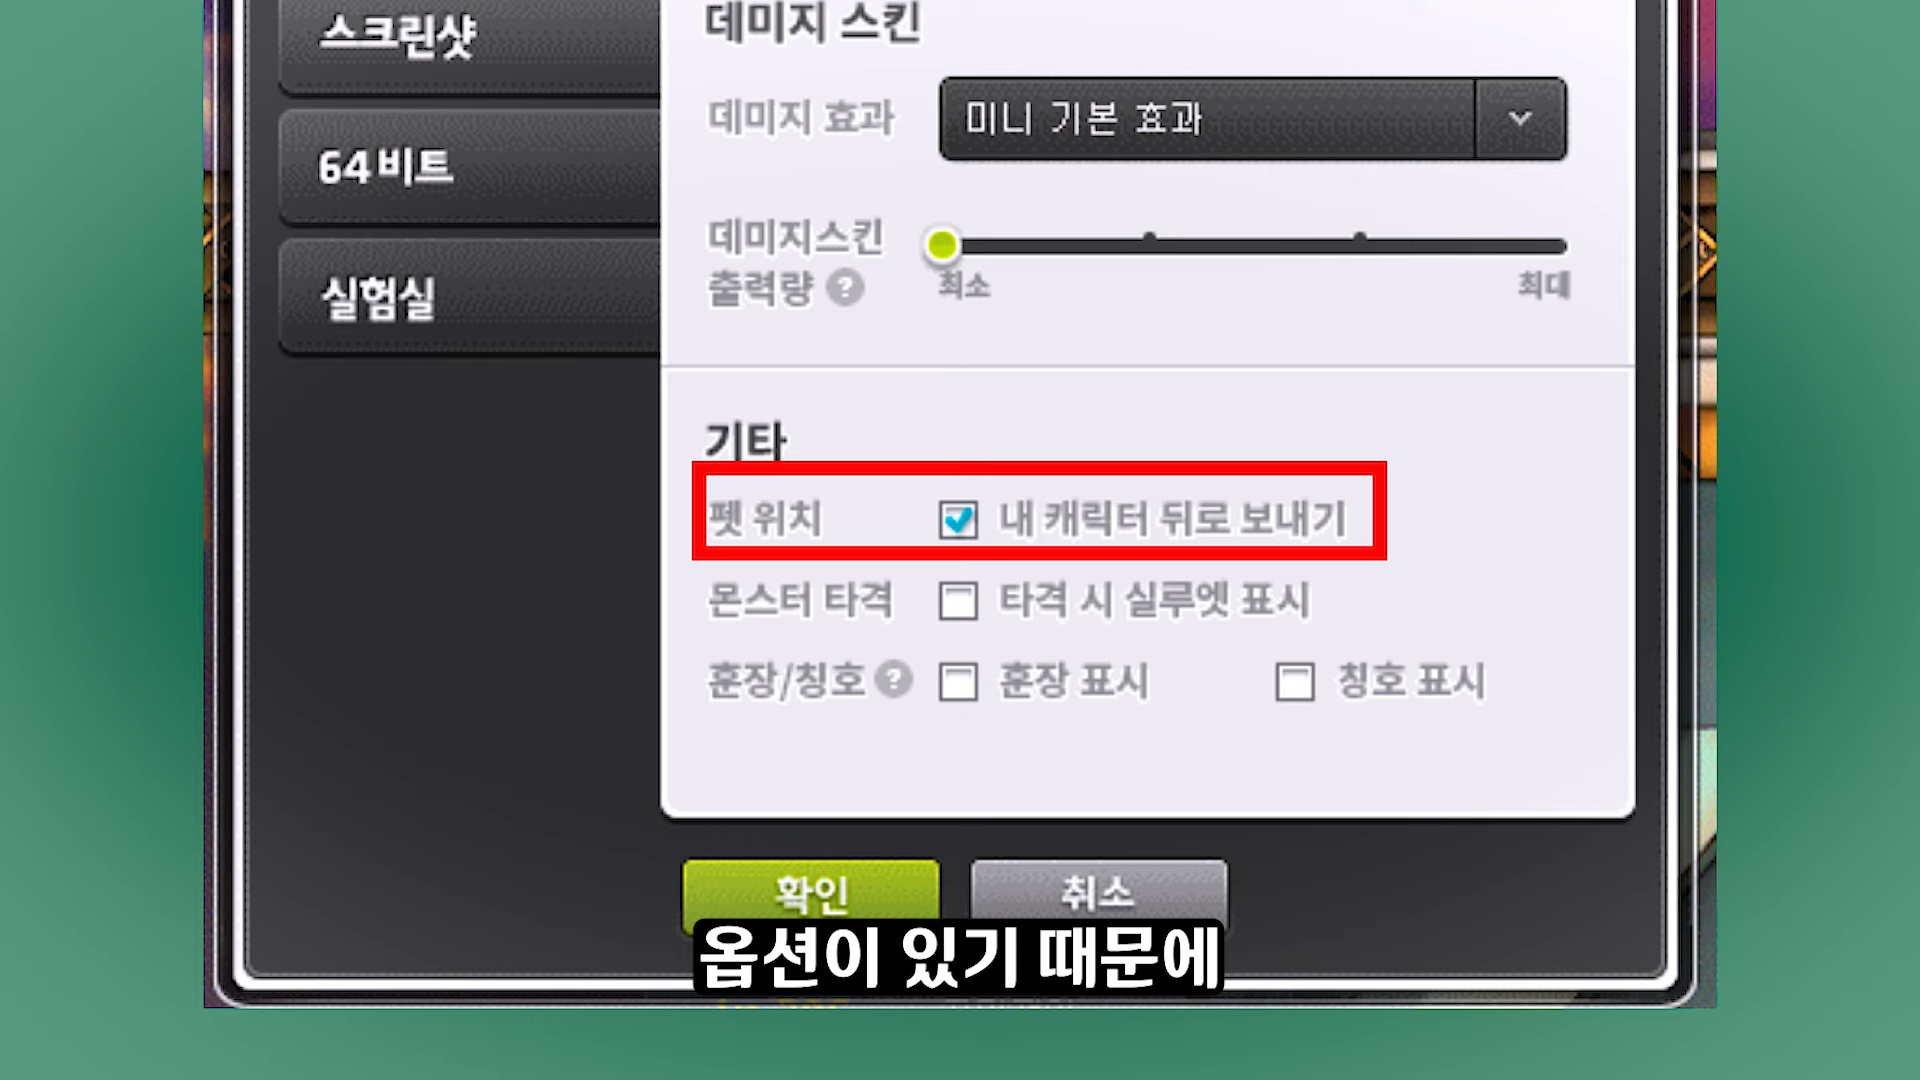 스크린샷
64비트
실험실
데미지 스킨
데미지 효과 미니 기본 효과
데미지스킨
출력량 ? 최소 최대
기타
펫 위치 내 캐릭터 뒤로 보내기
몬스터 타격 타격 시 실루엣 표시
훈장/칭호 ? 훈장 표시 칭호 표시
확인 취소
옵션이 있기 때문에